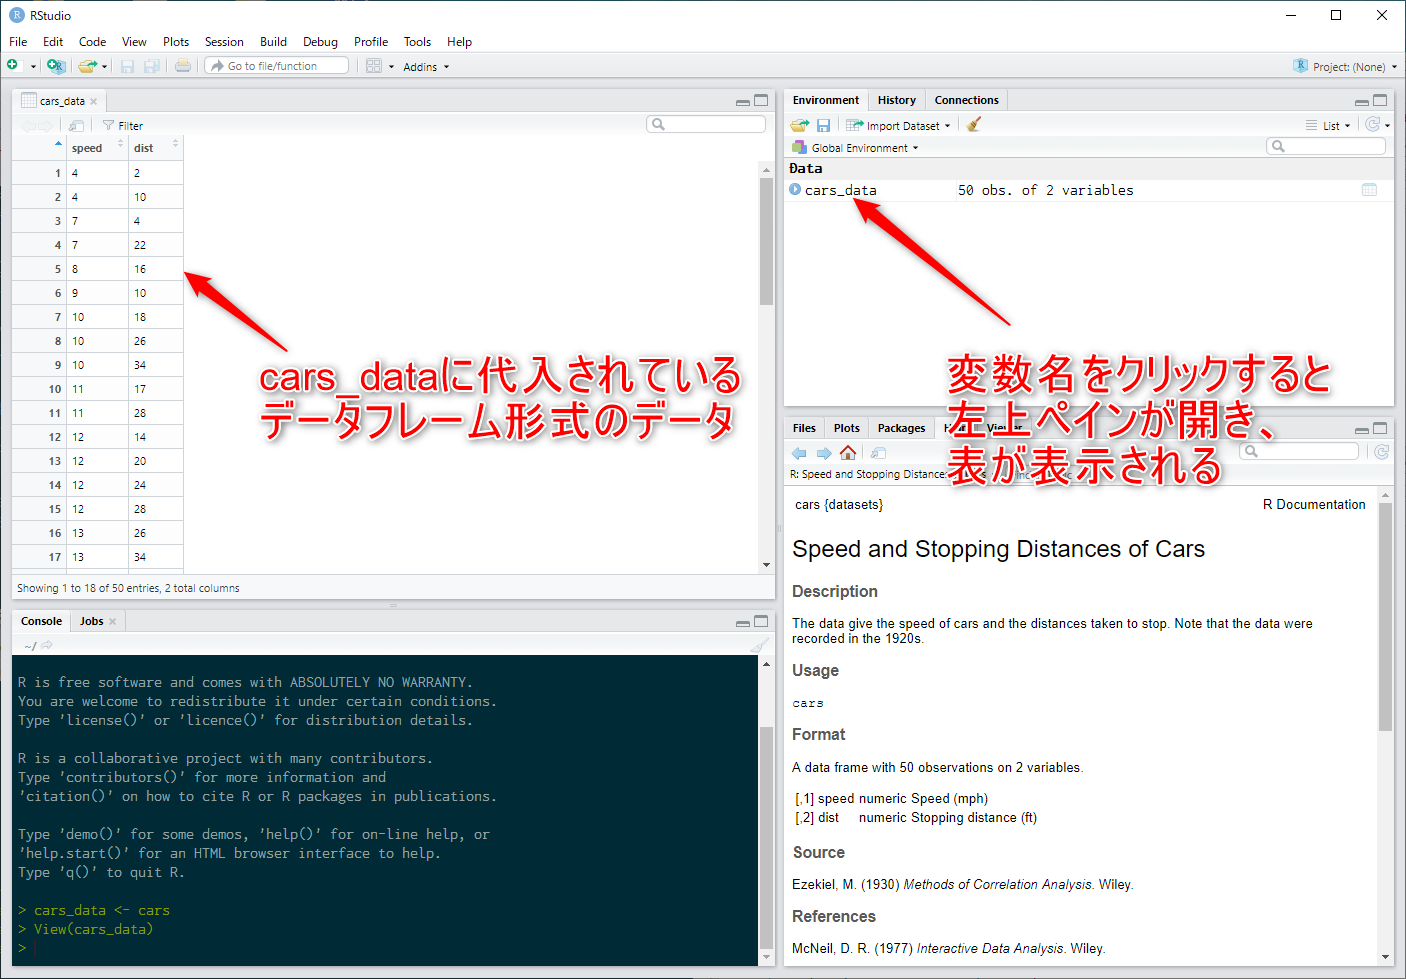 RStudio
File Edit Code View Plots Session Build Debug Profile Tools Help
Go to file/function Addins Project: (None)
cars_data
Filter
speed dist
1 4 2
2 4 10
3 7 4
4 7 22
5 8 16
6 9 10
7 10 18
8 10 26
9 10 34
10 11 17
11 11 28
12 12 14
13 12 20
14 12 24
15 12 28
16 13 26
17 13 34
Showing 1 to 18 of 50 entries, 2 total columns
cars_dataに代入されている
データフレーム形式のデータ
Environment History Connections
Import Dataset List
Global Environment
Data
cars_data 50 obs. of 2 variables
変数名をクリックすると
左上ペインが開き、
表が表示される
Console Jobs
~/
R is free software and comes with ABSOLUTELY NO WARRANTY.
You are welcome to redistribute it under certain conditions.
Type 'license()' or 'licence()' for distribution details.
R is a collaborative project with many contributors.
Type 'contributors()' for more information and
'citation()' on how to cite R or R packages in publications.
Type 'demo()' for some demos, 'help()' for on-line help, or
'help.start()' for an HTML browser interface to help.
Type 'q()' to quit R.
> cars_data <- cars
> View(cars_data)
>
Files Plots Packages
R: Speed and Stopping Distances
cars {datasets} R Documentation
Speed and Stopping Distances of Cars
Description
The data give the speed of cars and the distances taken to stop. Note that the data were
recorded in the 1920s.
Usage
cars
Format
A data frame with 50 observations on 2 variables.
[,1] speed numeric Speed (mph)
[,2] dist numeric Stopping distance (ft)
Source
Ezekiel, M. (1930) Methods of Correlation Analysis. Wiley.
References
McNeil, D. R. (1977) Interactive Data Analysis. Wiley.